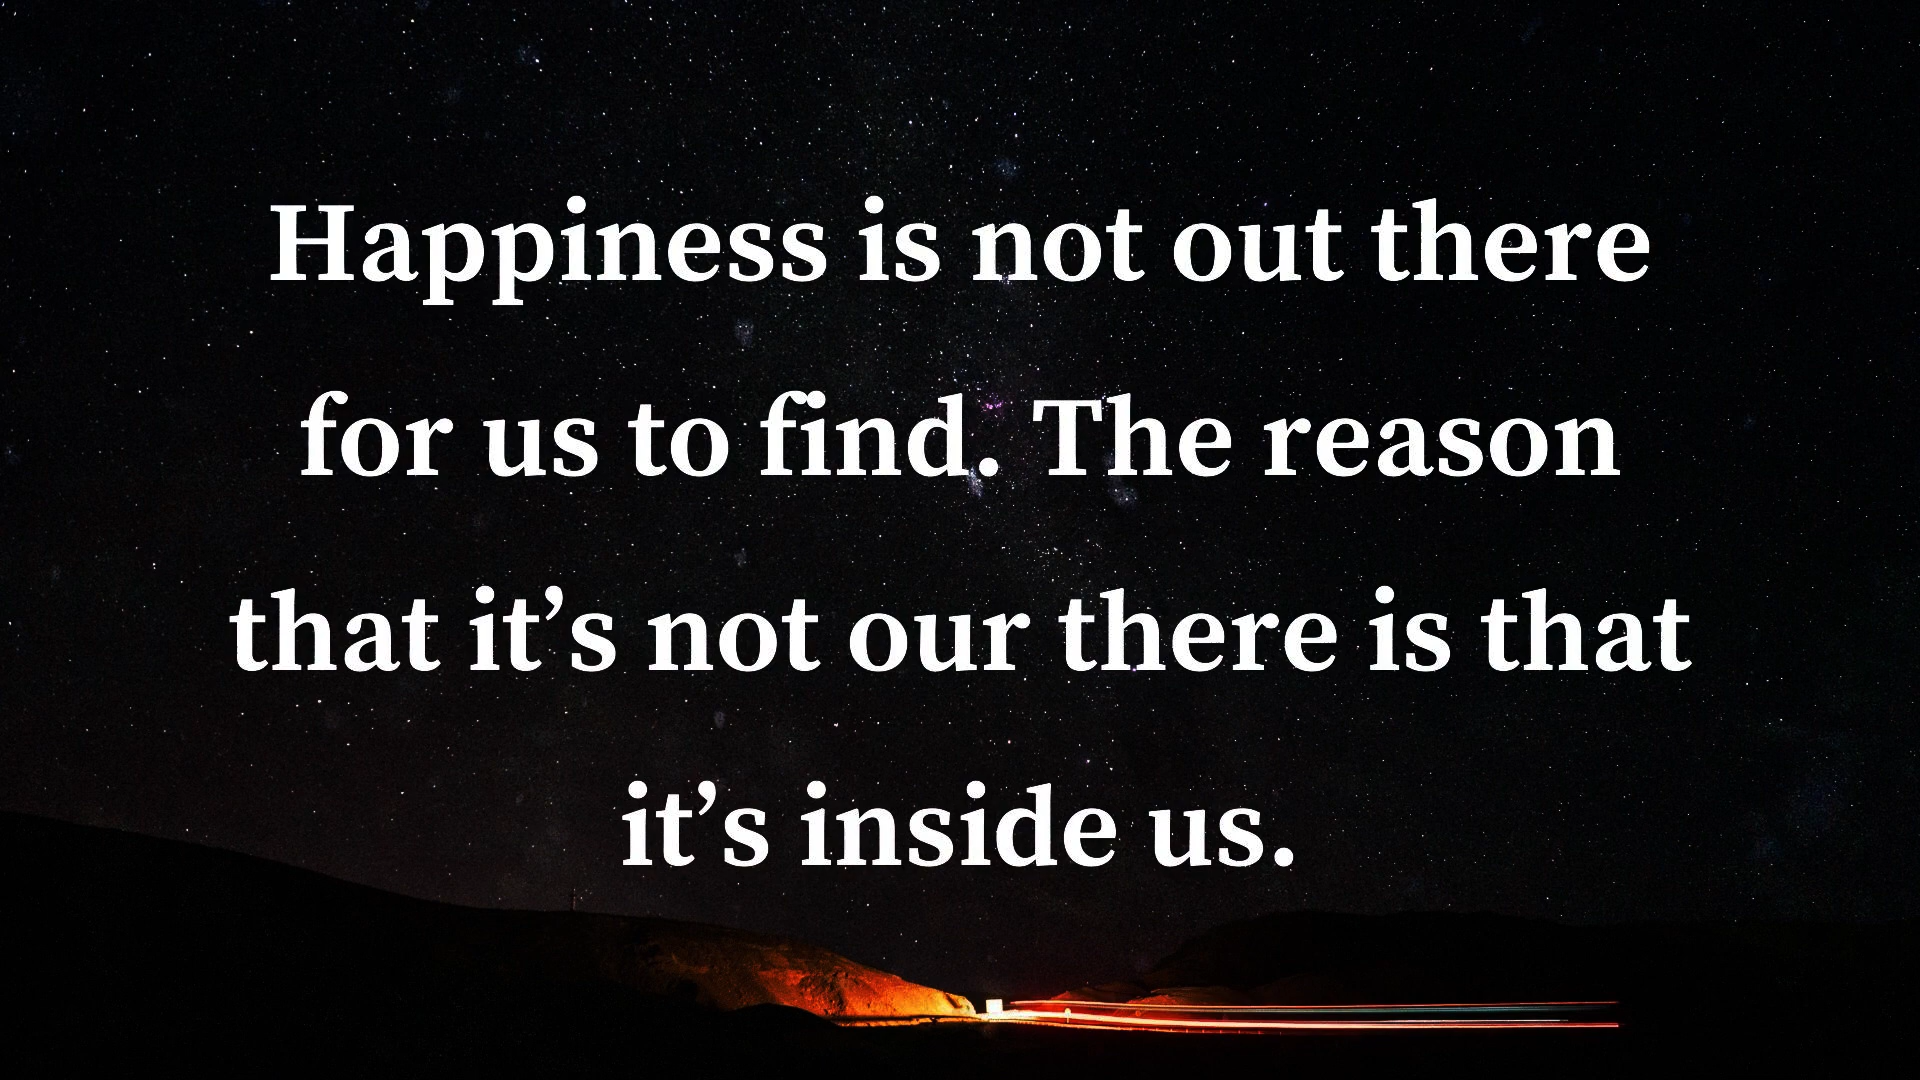 Happiness is not out there
for us to find. The reason
that it’s not our there is that
it’s inside us.